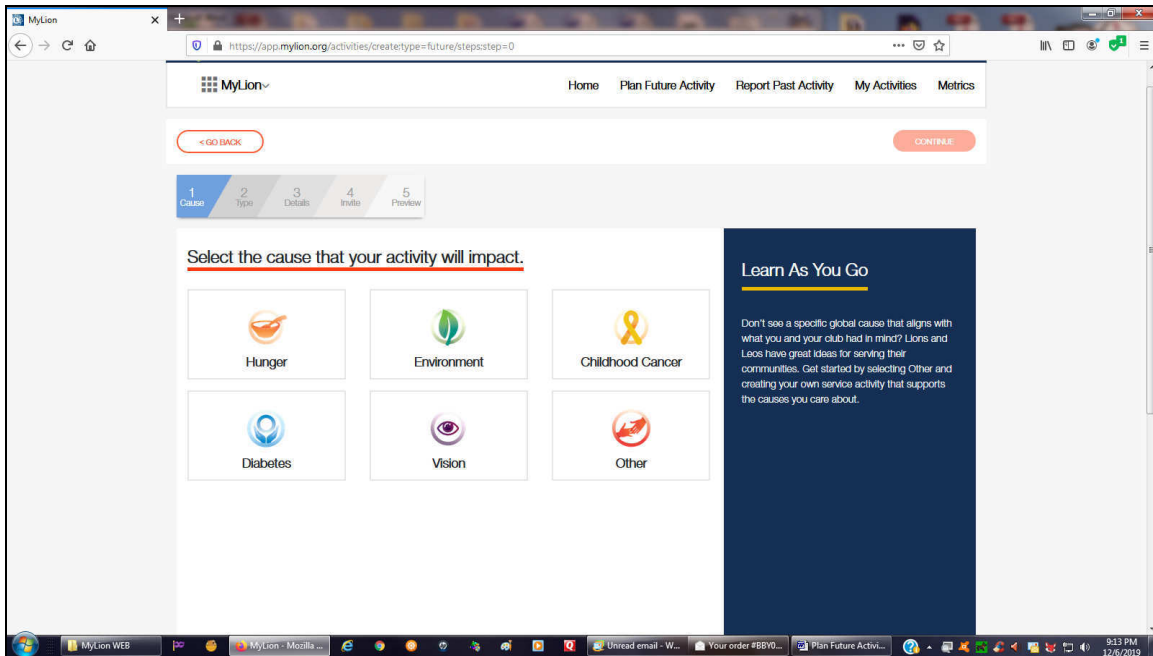 MyLion
https://app.mylion.org/activities/create:type=future/steps:step=0
MyLion
Home Plan Future Activity Report Past Activity My Activities Metrics
< GO BACK
CONTINUE
1 2 3 4 5
Cause Type Details Invite Preview
Select the cause that your activity will impact.
Hunger Environment Childhood Cancer
Diabetes Vision Other
Learn As You Go
Don't see a specific global cause that aligns with
what you and your club had in mind? Lions and
Leos have great ideas for serving their
communities. Get started by selecting Other and
creating your own service activity that supports
the causes you care about.
MyLion WEB MyLion - Mozilla ... Unread email - W... Your order #BBY0... Plan Future Activi... 9:13 PM
12/6/2019